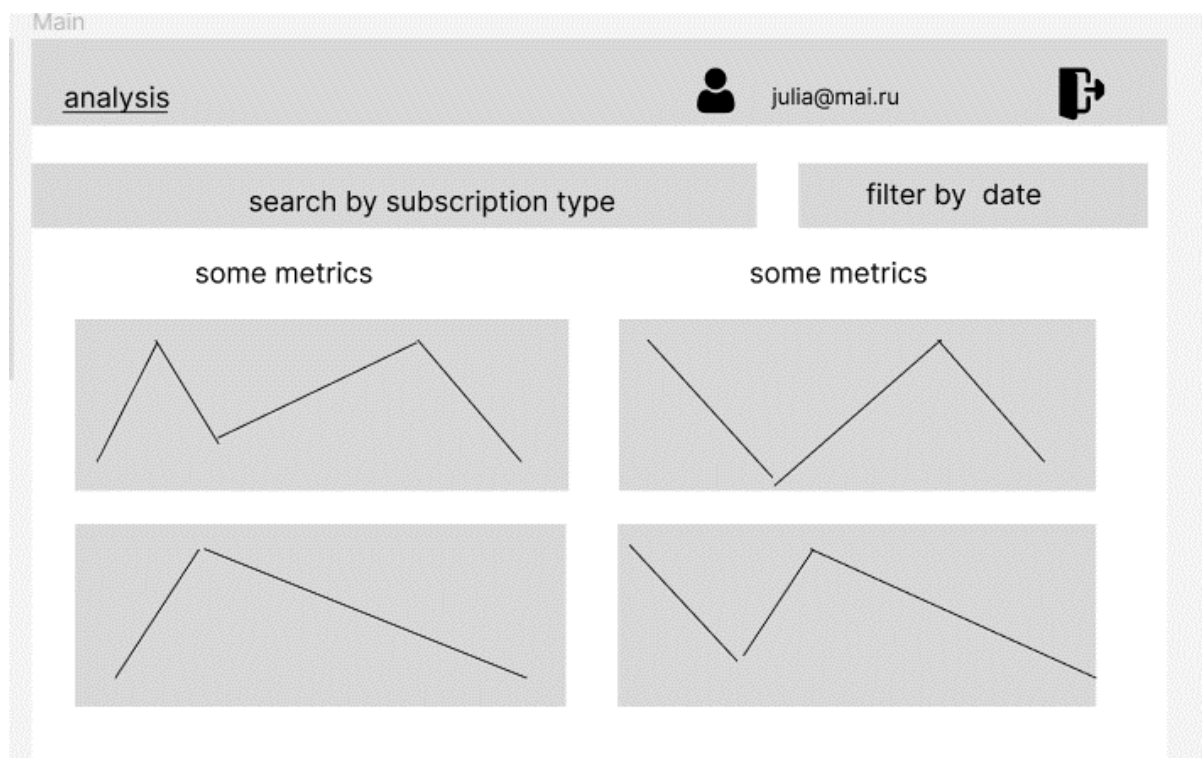 Main
analysis
julia@mai.ru
search by subscription type
filter by date
some metrics
some metrics